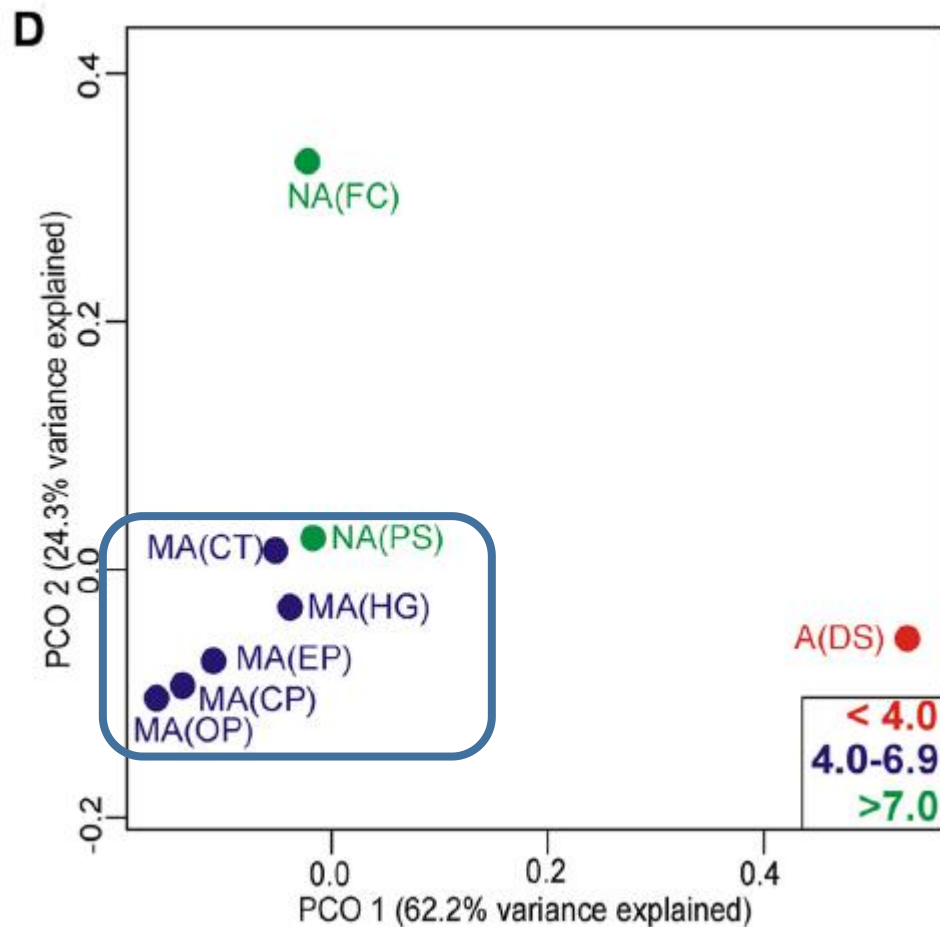 D
0.4
NA(FC)
0.2
PCO 2 (24.3% variance explained)
MA(CT)
NA(PS)
0.0
MA(HG)
A(DS)
MA(EP)
MA(CP)
MA(OP)
< 4.0
4.0-6.9
>7.0
-0.2
0.0
0.2
0.4
PCO 1 (62.2% variance explained)